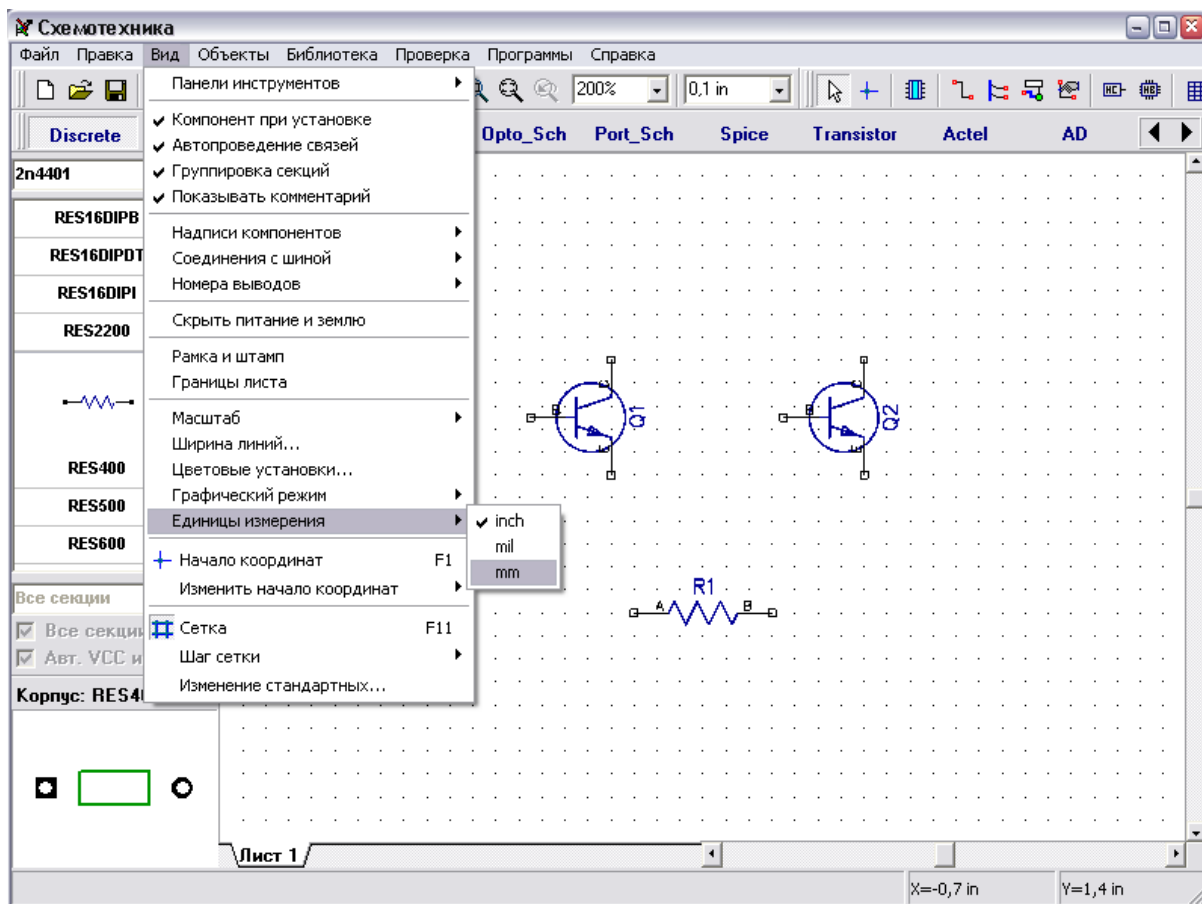 Схемотехника
Файл Правка Вид Объекты Библиотека Проверка Программы Справка
200% 0,1 in
Discrete Opto_Sch Port_Sch Spice Transistor Actel AD
2n4401
RES16DIPB
RES16DIPDT
RES16DIPI
RES2200
RES400
RES500
RES600
Все секции
Все секции
Авт. VCC и
Корпус: RES4
Панели инструментов
Компонент при установке
Автопроведение связей
Группировка секций
Показывать комментарий
Надписи компонентов
Соединения с шиной
Номера выводов
Скрыть питание и землю
Рамка и штамп
Границы листа
Масштаб
Ширина линий...
Цветовые установки...
Графический режим
Единицы измерения
Начало координат F1
Изменить начало координат
Сетка F11
Шаг сетки
Изменение стандартных...
inch
mil
mm
B C E Q1
B C E Q2
R1
A B
Лист 1
X=-0,7 in Y=1,4 in